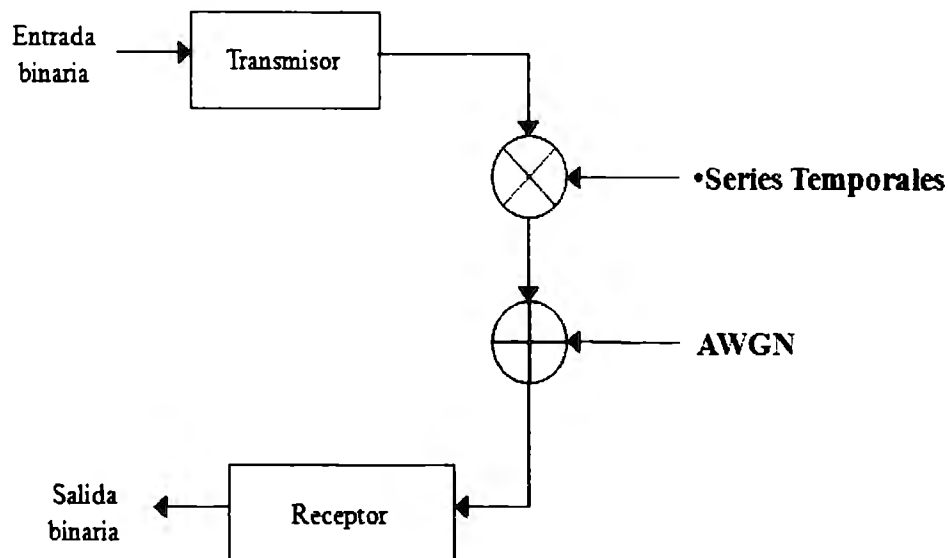 Entrada
binaria
Transmisor
•Series Temporales
AWGN
Salida
binaria
Receptor